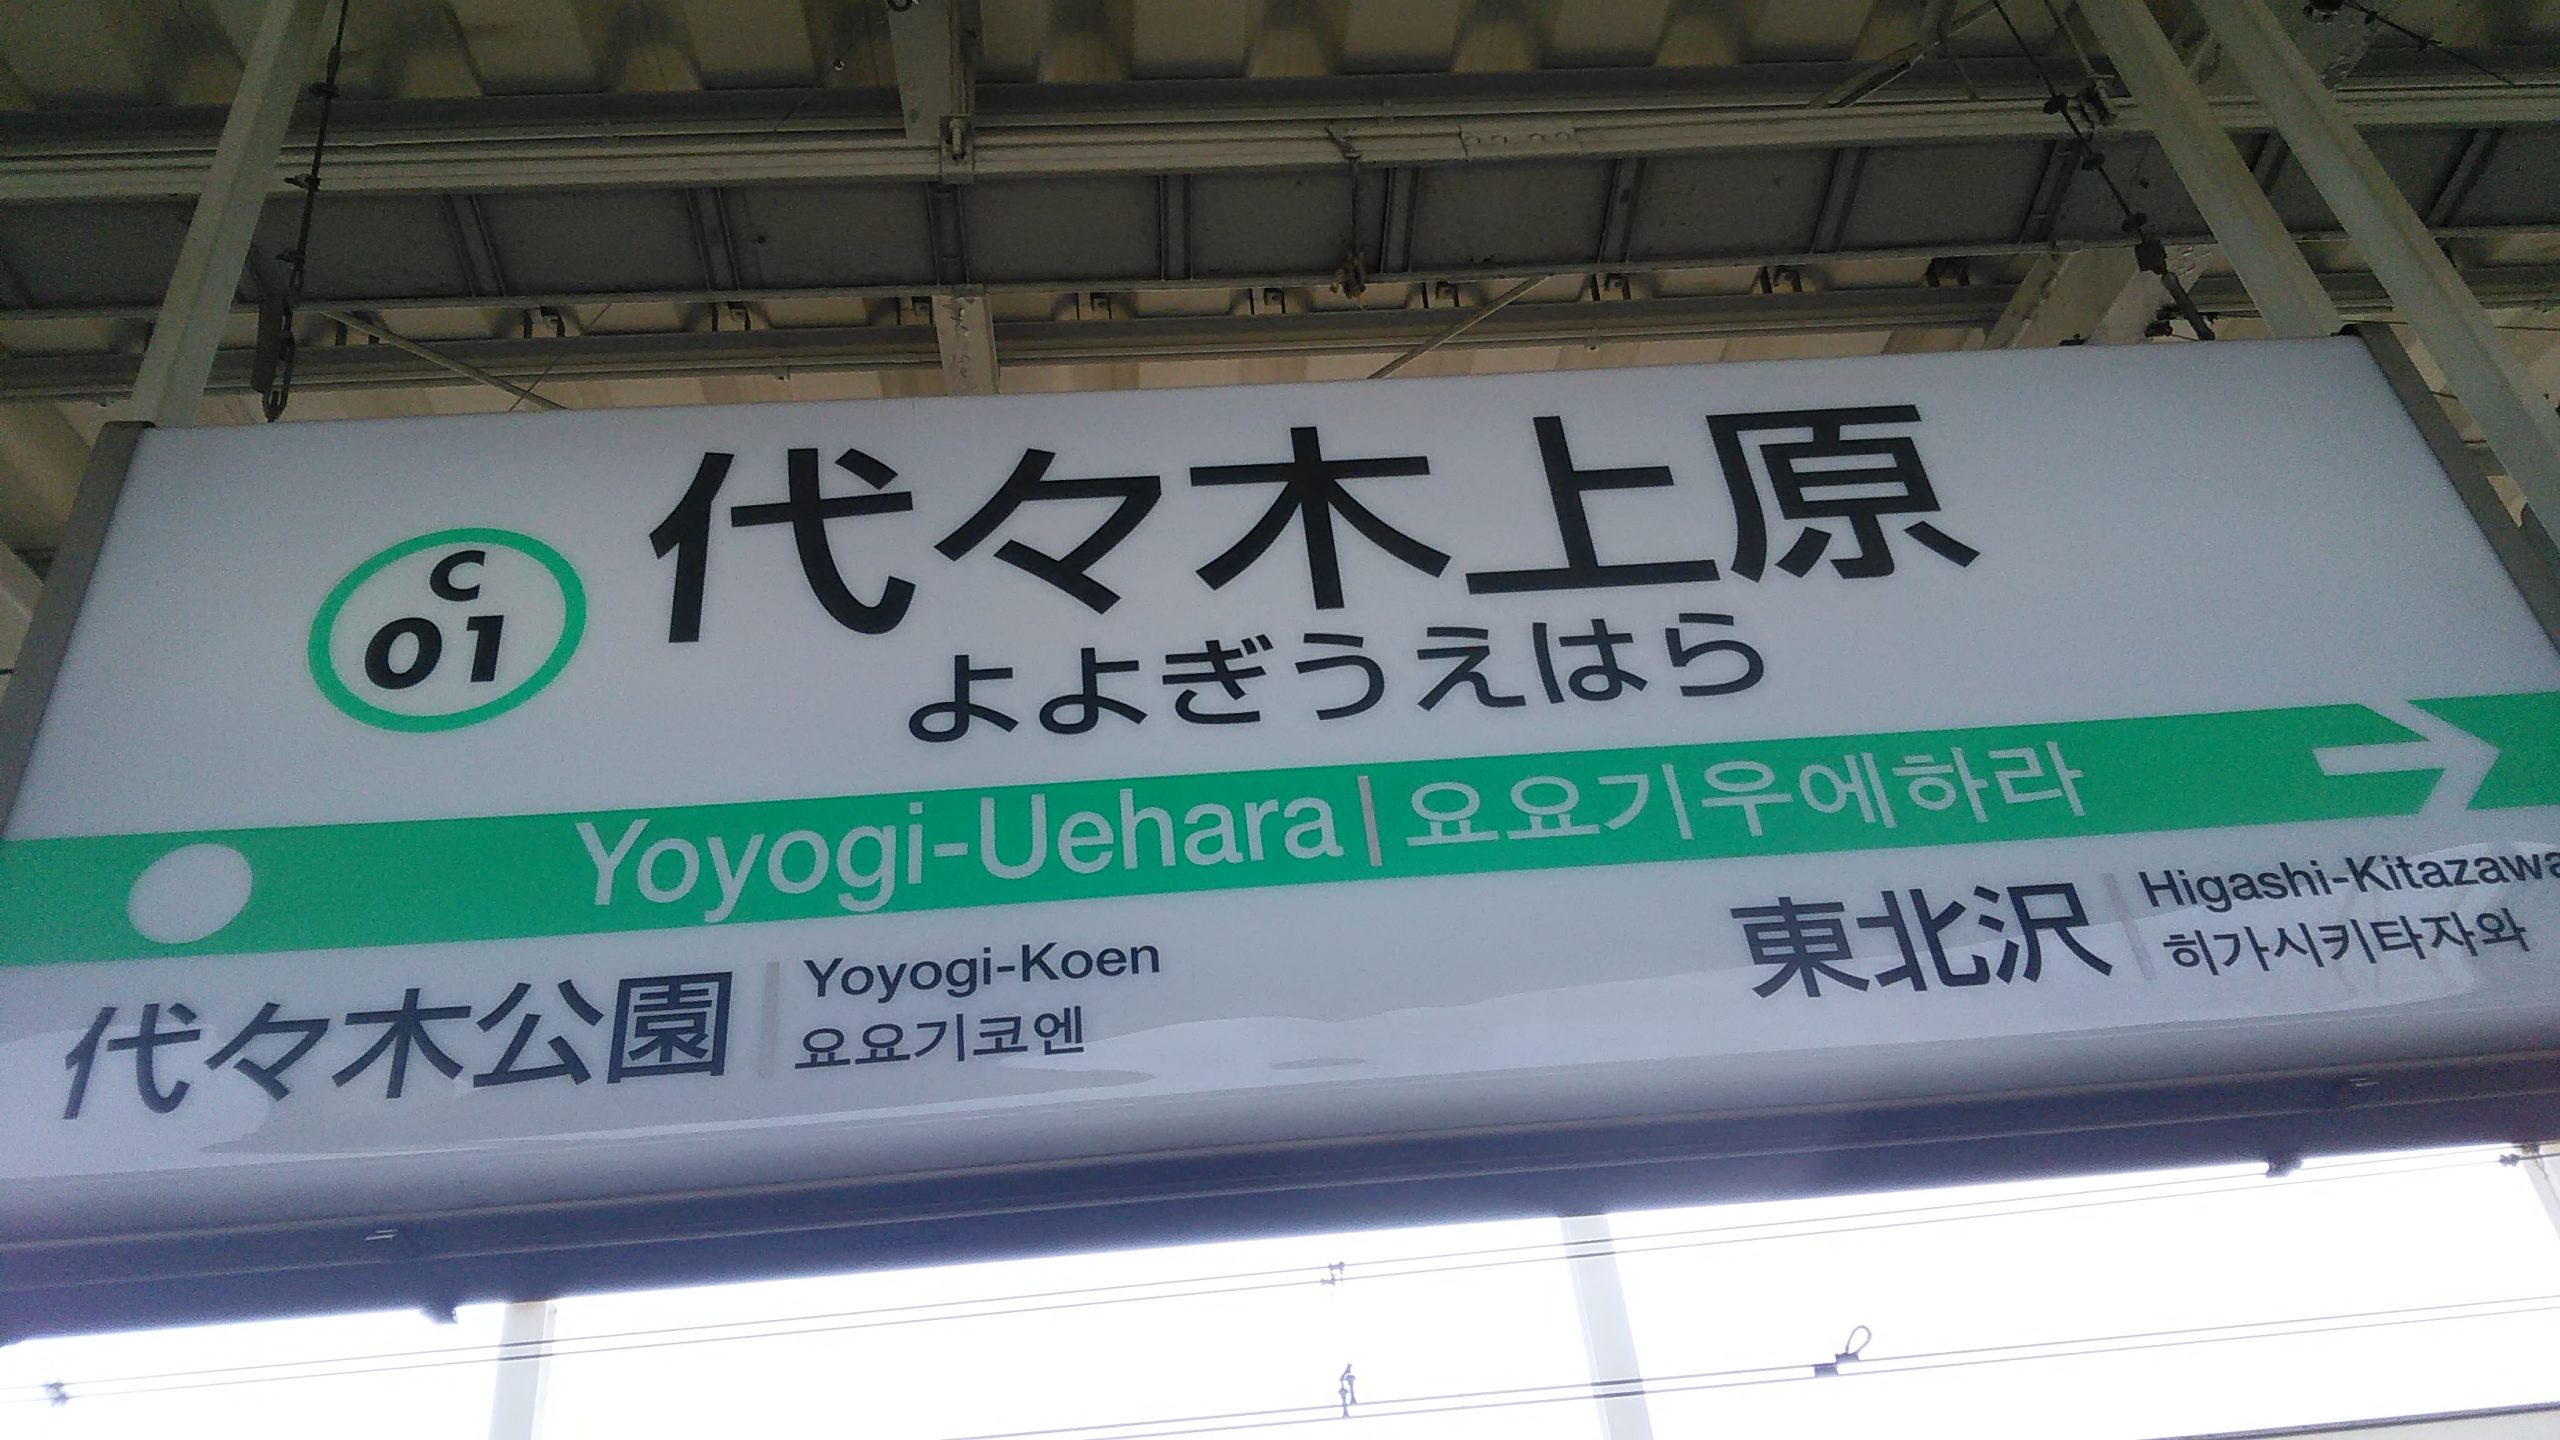 C
01
代々木上原
よよぎうえはら
Yoyogi-Uehara | 요요기우에하라
代々木公園
Yoyogi-Koen
요요기코엔
東北沢
Higashi-Kitazawa
히가시키타자와